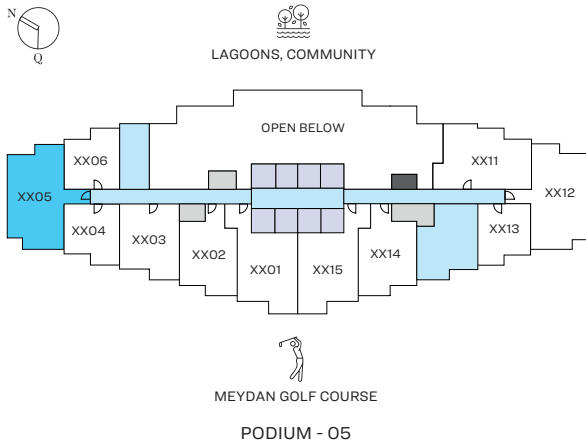 N
Q
LAGOONS, COMMUNITY
OPEN BELOW
XX06
XX11
XX05
XX12
XX04
XX03
XX02
XX01
XX15
XX14
XX13
MEYDAN GOLF COURSE
PODIUM - 05